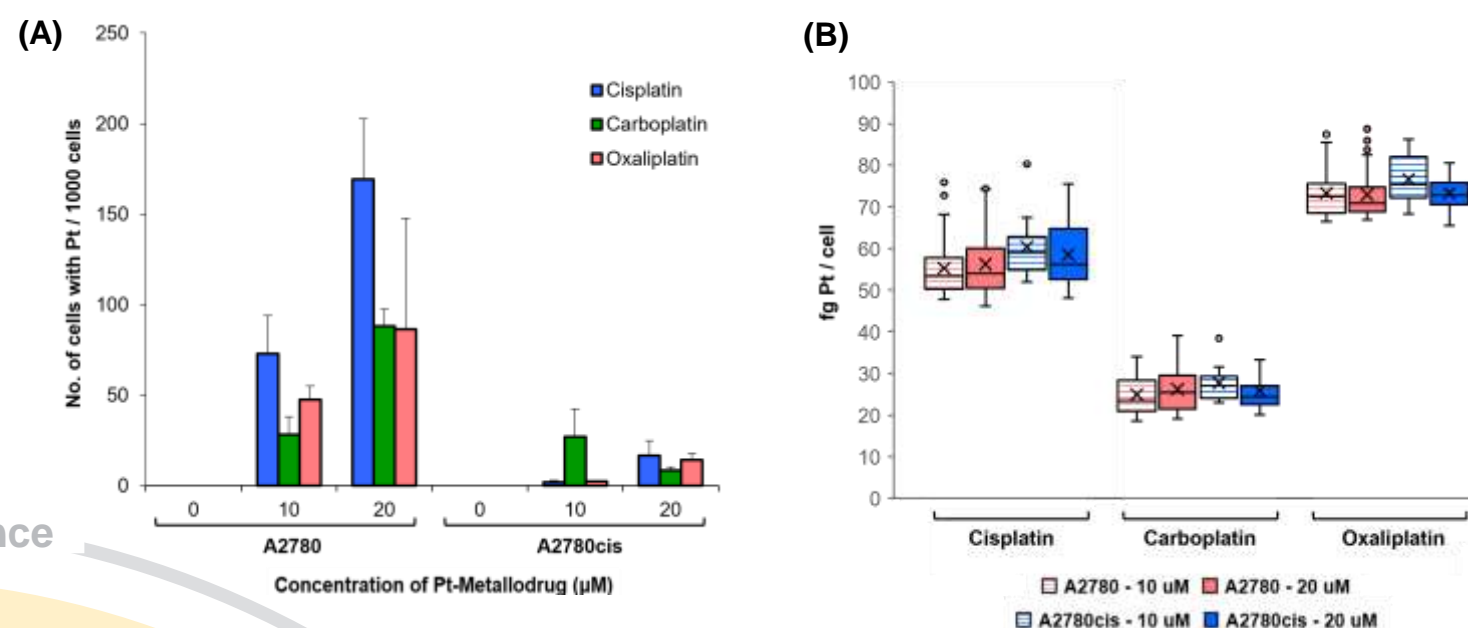 (A)
250
200
150
100
50
0
No. of cells with Pt / 1000 cells
Cisplatin
Carboplatin
Oxaliplatin
0 10 20 0 10 20
A2780 A2780cis
Concentration of Pt-Metallodrug (µM)
(B)
100
90
80
70
60
50
40
30
20
10
0
fg Pt / cell
Cisplatin Carboplatin Oxaliplatin
A2780 - 10 uM A2780 - 20 uM
A2780cis - 10 uM A2780cis - 20 uM
nce